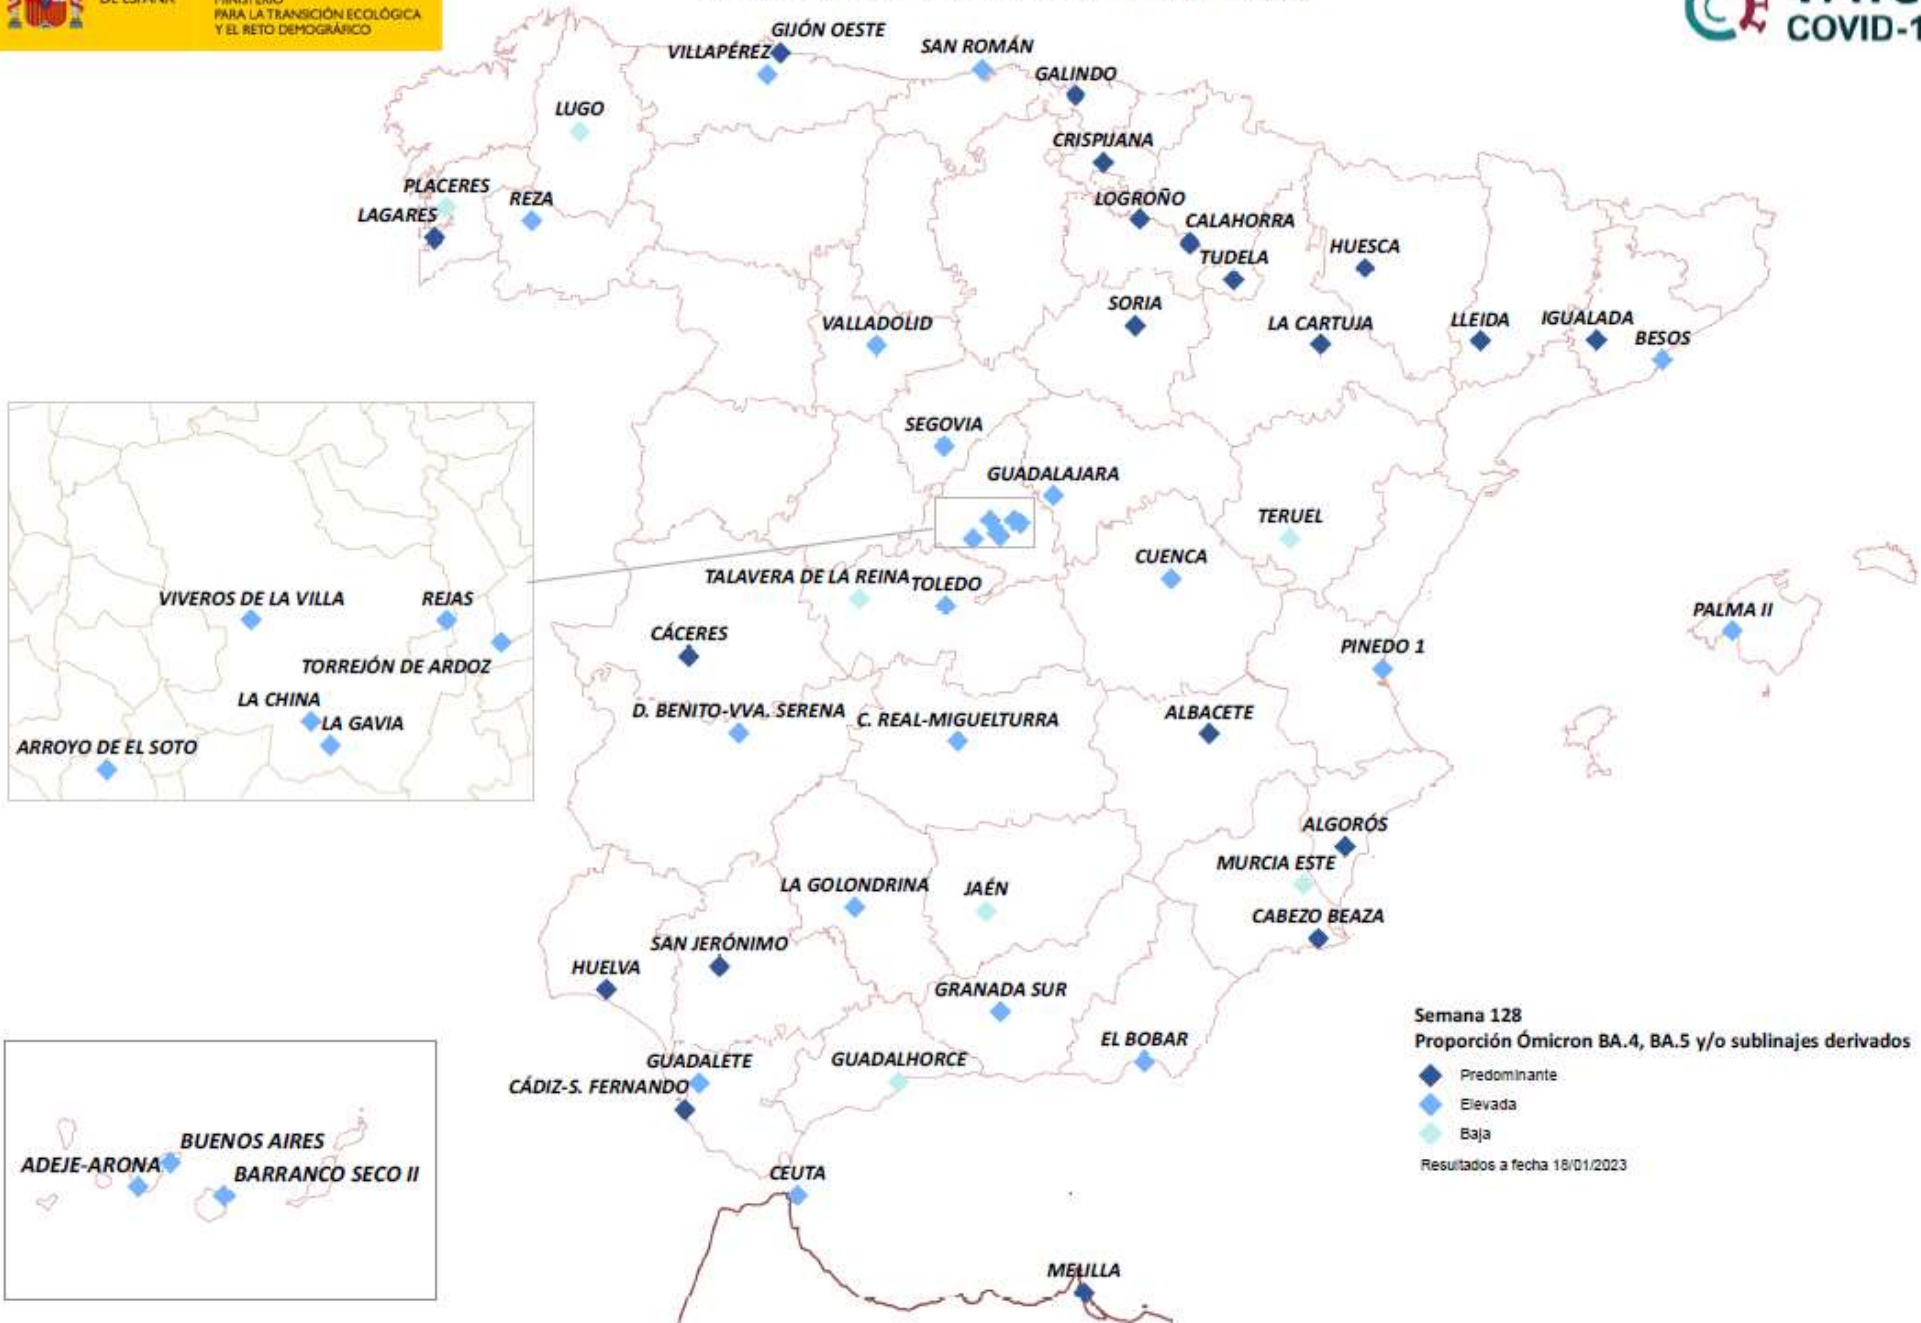 PARA LA TRANSICIÓN ECOLÓGICA
Y EL RETO DEMOGRÁFICO
COVID-1
GIJÓN OESTE
VILLAPÉREZ
SAN ROMÁN
GALINDO
LUGO
CRISPIJANA
PLACERES
REZA
LOGROÑO
LAGARES
CALAHORRA
HUESCA
TUDELA
SORIA
VALLADOLID
LA CARTUJA
LLEIDA
IGUALADA
BESOS
SEGOVIA
GUADALAJARA
TERUEL
CUENCA
TALAVERA DE LA REINA
TOLEDO
VIVEROS DE LA VILLA
REJAS
TORREJÓN DE ARDOZ
LA CHINA
LA GAVIA
ARROYO DE EL SOTO
PALMA II
CÁCERES
PINEDO 1
D. BENITO-VVA. SERENA
C. REAL-MIGUELTURRA
ALBACETE
ALGORÓS
MURCIA ESTE
LA GOLONDRINA
JAÉN
CABEZO BEAZA
SAN JERÓNIMO
HUELVA
GRANADA SUR
EL BOBAR
GUADALETE
GUADALHORCE
CÁDIZ-S. FERNANDO
Semana 128
Proporción Ómicron BA.4, BA.5 y/o sublinajes derivados
Predominante
Elevada
Baja
Resultados a fecha 18/01/2023
BUENOS AIRES
ADEJE-ARONA
BARRANCO SECO II
CEUTA
MELILLA